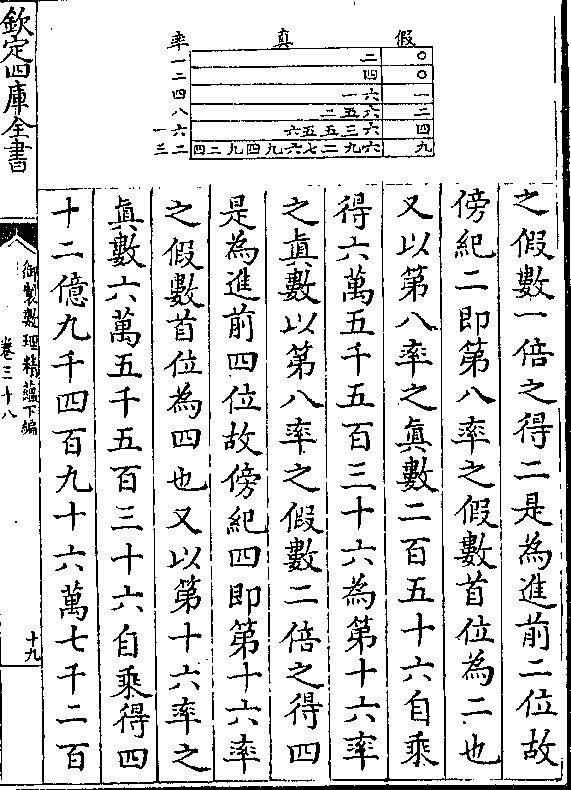 率 真 假
一 二 ○
二 四 ○
四 一六 一
八 二五六 二
一六 六五五三六 四
三二 四二九四九六七二九六 九
之假數一倍之得二是為進前二位故
傍紀二即第八率之假數首位為二也
又以第八率之眞數二百五十六自乘
得六萬五千五百三十六為第十六率
之眞數以第八率之假數二倍之得四
是為進前四位故傍紀四即第十六率
之假數首位為四也又以第十六率之
眞數六萬五千五百三十六自乘得四
十二億九千四百九十六萬七千二百
欽定四庫全書
御製數理精蘊下編
卷三十八
十九